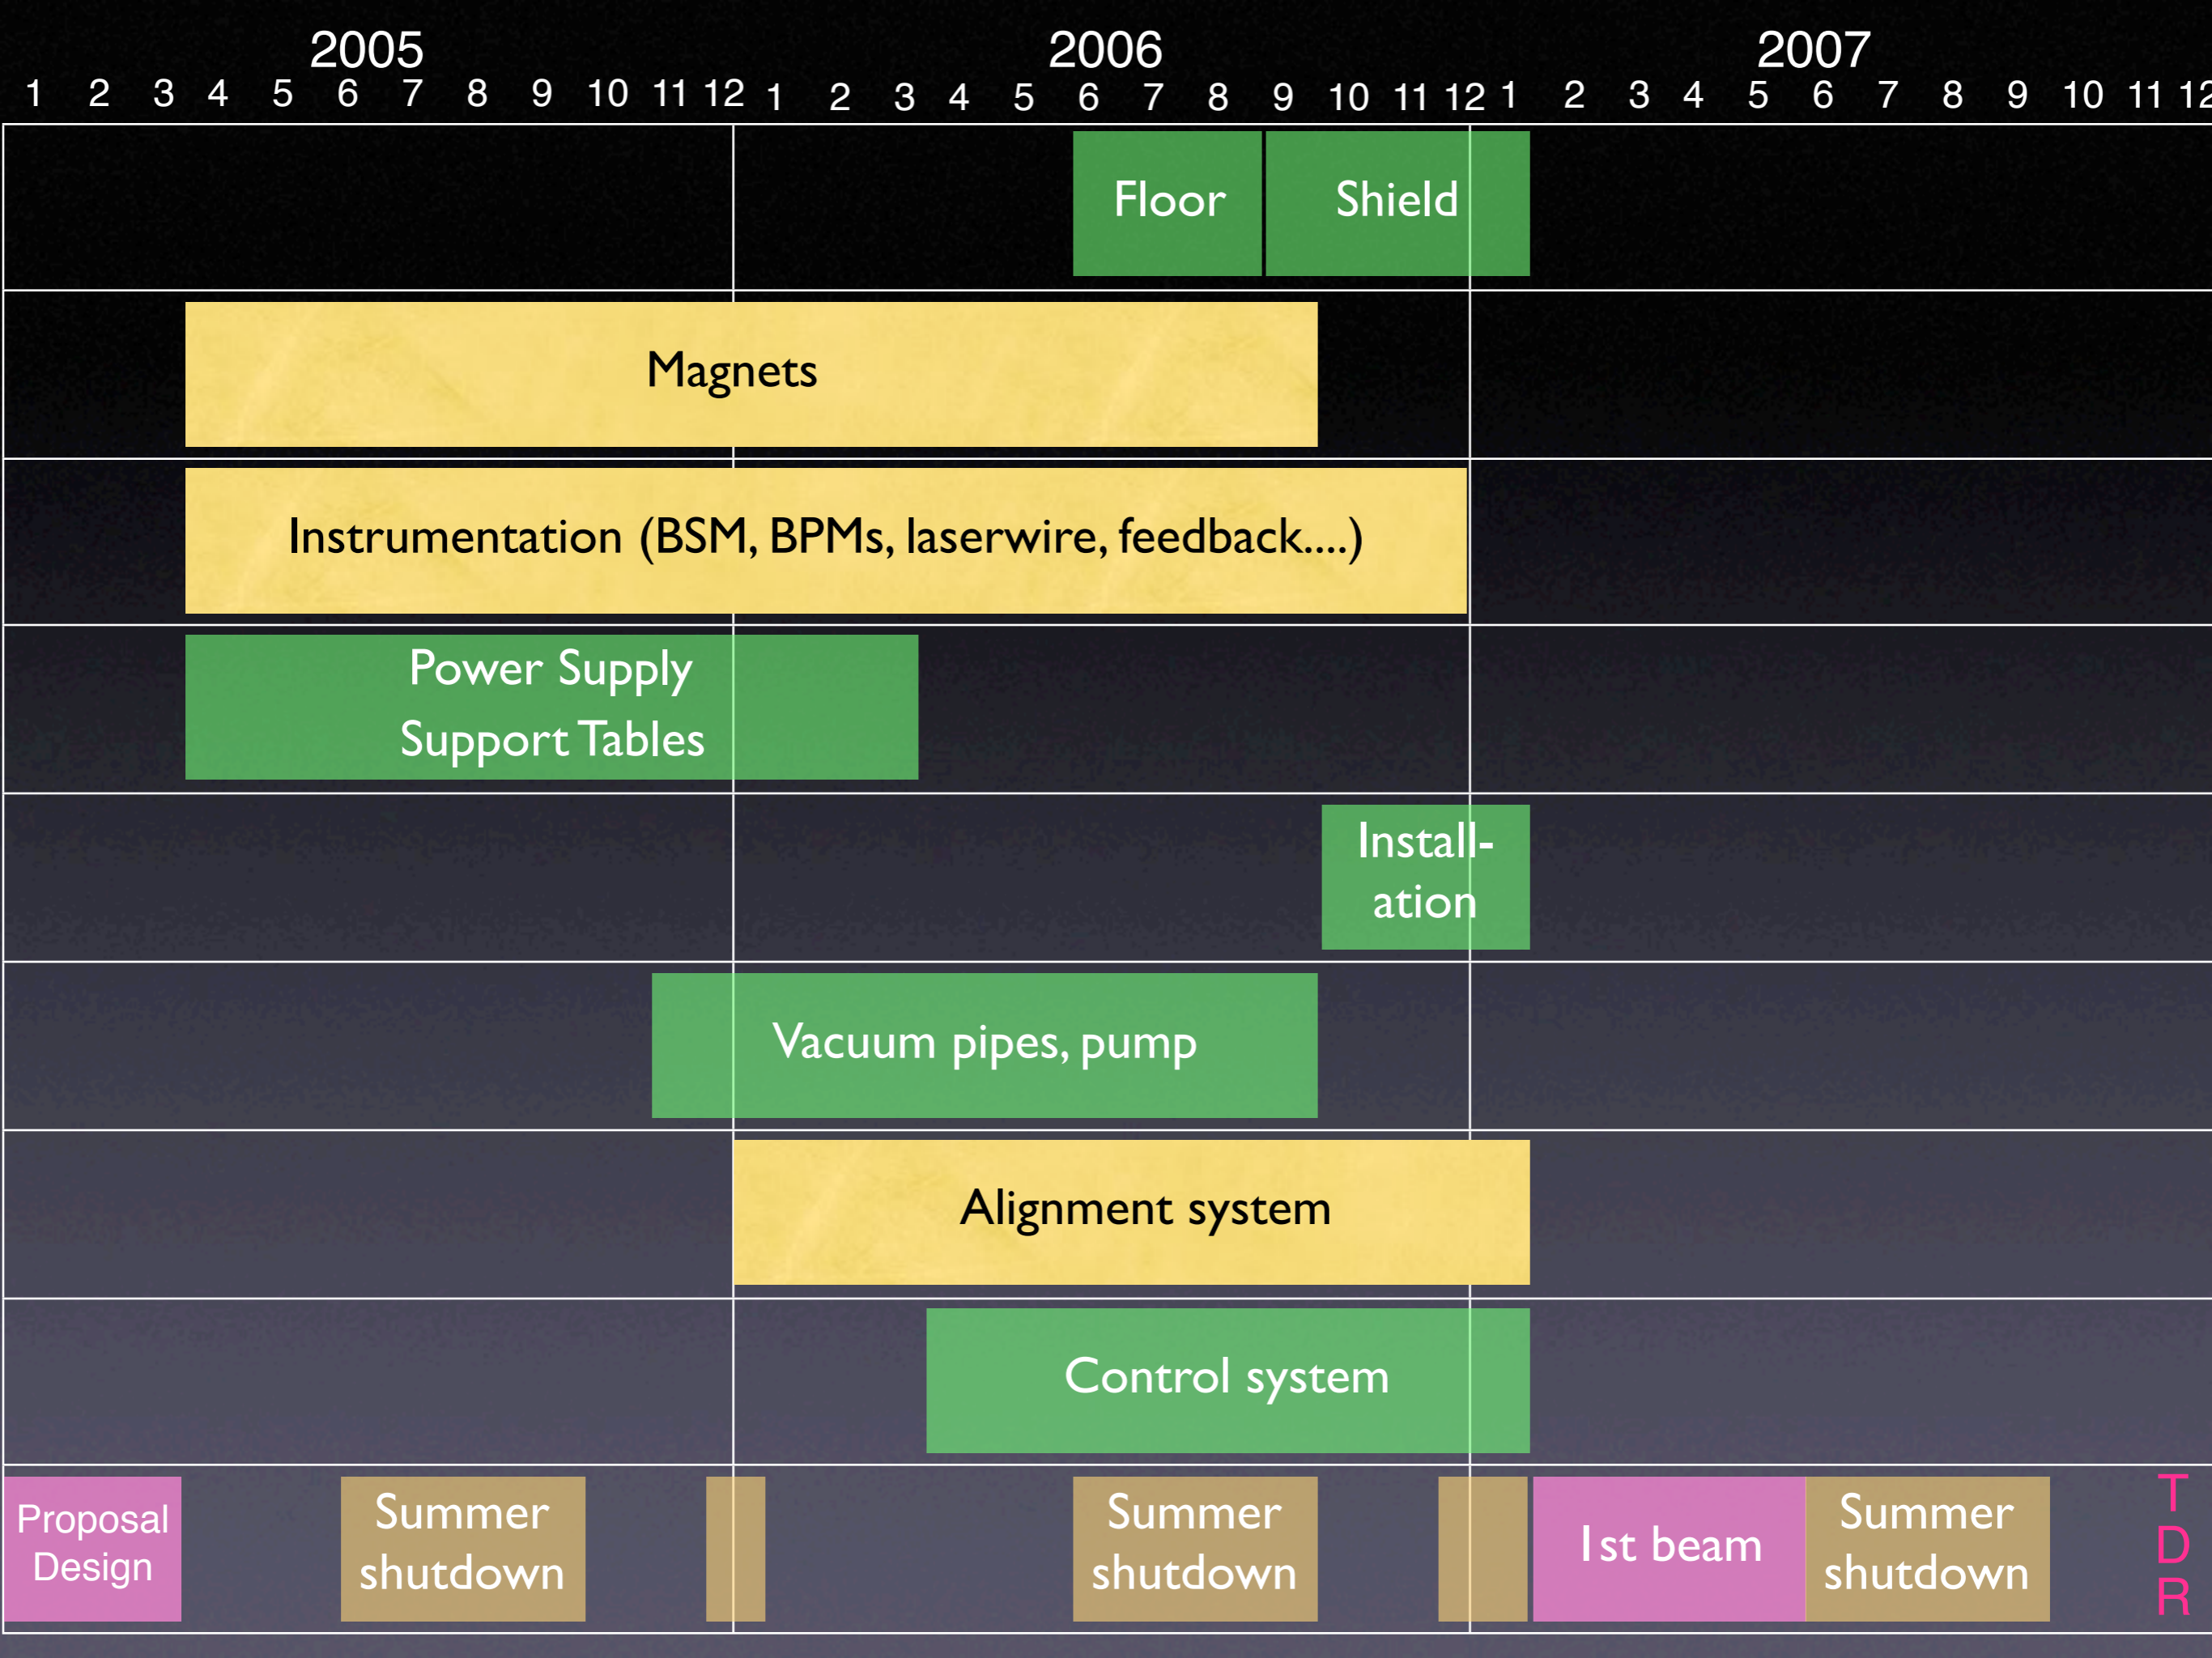 2005 2006 2007
1 2 3 4 5 6 7 8 9 10 11 12 1 2 3 4 5 6 7 8 9 10 11 12 1 2 3 4 5 6 7 8 9 10 11 12
Floor Shield
Magnets
Instrumentation (BSM, BPMs, laserwire, feedback....)
Power Supply
Support Tables
Install-
ation
Vacuum pipes, pump
Alignment system
Control system
Proposal
Design
Summer
shutdown
Summer
shutdown
1st beam
Summer
shutdown
T
D
R